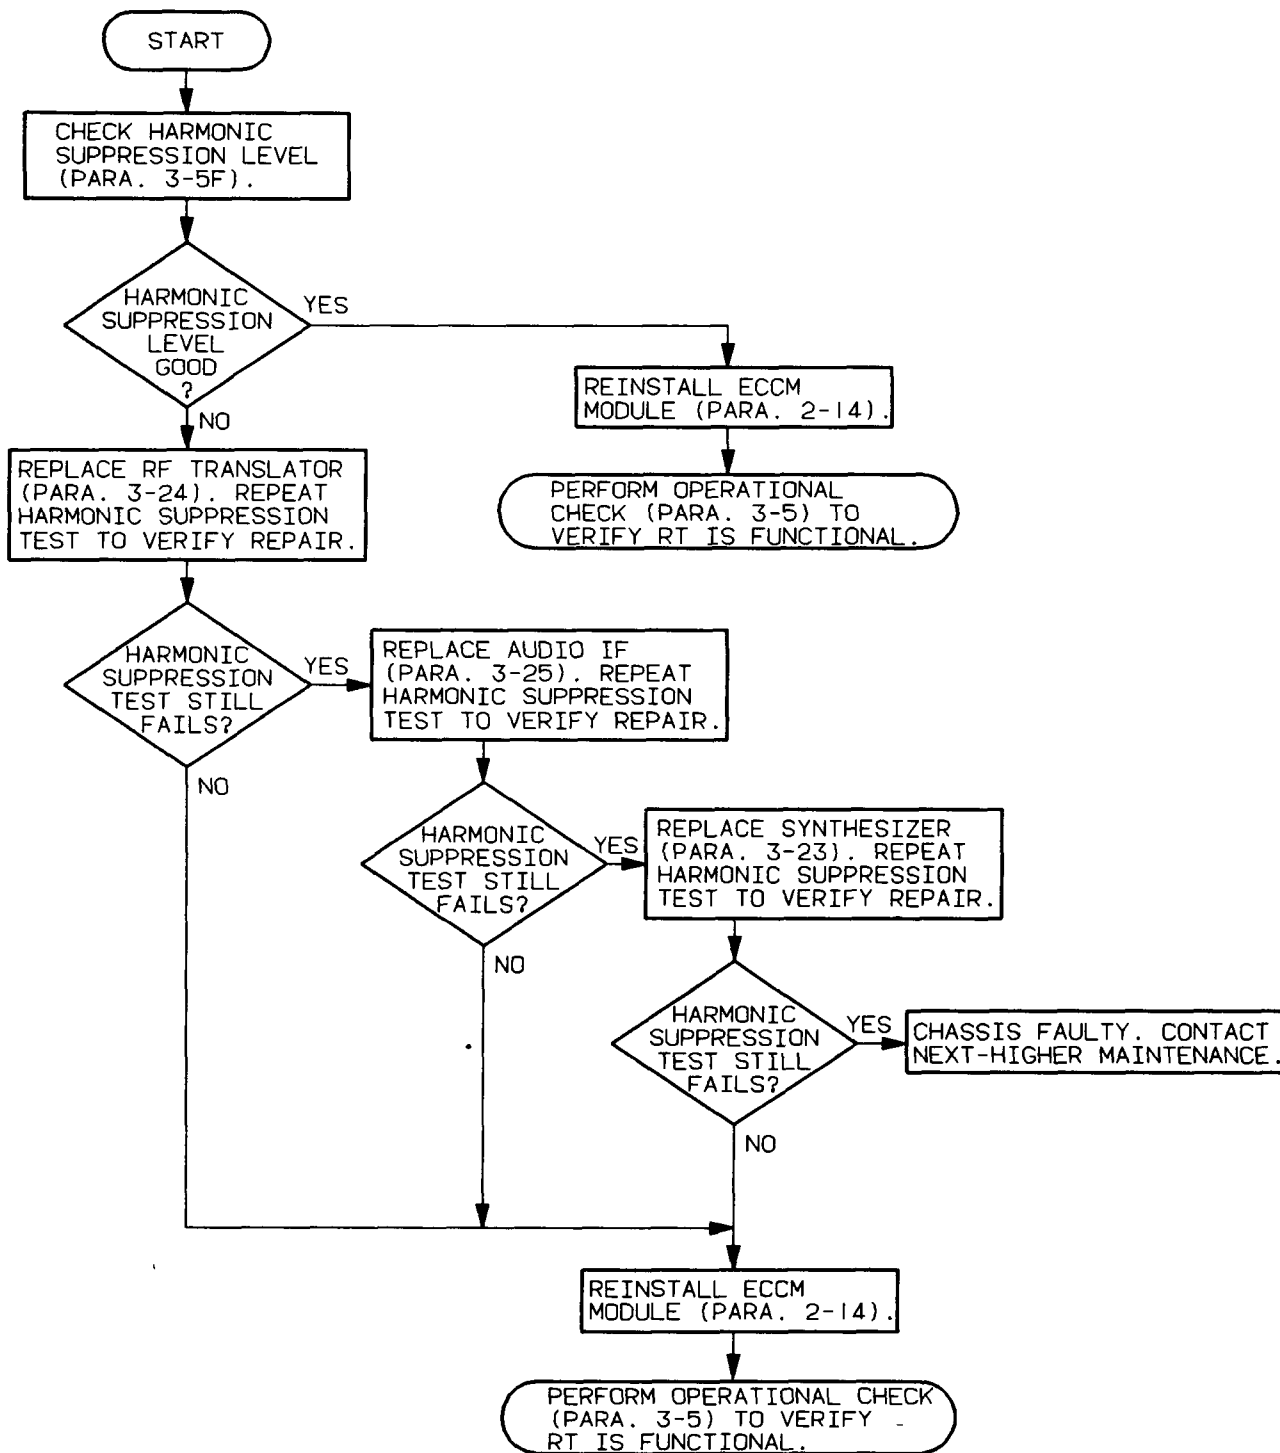 START
CHECK HARMONIC
SUPPRESSION LEVEL
(PARA. 3-5F).
HARMONIC
SUPPRESSION
LEVEL
GOOD
?
YES
NO
REINSTALL ECCM
MODULE (PARA. 2-14).
PERFORM OPERATIONAL
CHECK (PARA. 3-5) TO
VERIFY RT IS FUNCTIONAL.
REPLACE RF TRANSLATOR
(PARA. 3-24). REPEAT
HARMONIC SUPPRESSION
TEST TO VERIFY REPAIR.
HARMONIC
SUPPRESSION
TEST STILL
FAILS?
YES
NO
REPLACE AUDIO IF
(PARA. 3-25). REPEAT
HARMONIC SUPPRESSION
TEST TO VERIFY REPAIR.
HARMONIC
SUPPRESSION
TEST STILL
FAILS?
YES
NO
REPLACE SYNTHESIZER
(PARA. 3-23). REPEAT
HARMONIC SUPPRESSION
TEST TO VERIFY REPAIR.
HARMONIC
SUPPRESSION
TEST STILL
FAILS?
YES
NO
CHASSIS FAULTY. CONTACT
NEXT-HIGHER MAINTENANCE.
REINSTALL ECCM
MODULE (PARA. 2-14).
PERFORM OPERATIONAL CHECK
(PARA. 3-5) TO VERIFY
RT IS FUNCTIONAL.